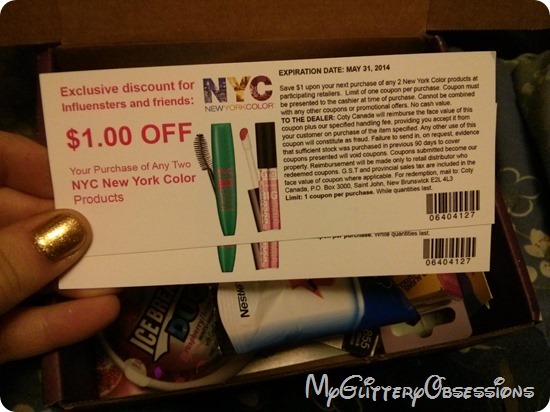 Exclusive discount for
Influensters and friends:
$1.00 OFF
Your Purchase of Any Two
NYC New York Color
Products
NYC
NEW YORK COLOR
EXPIRATION DATE: MAY 31, 2014
Save $1 upon your next purchase of any 2 New York Color products at
participating retailers. Limit of one coupon per purchase. Coupon must
be presented to the cashier at time of purchase. Cannot be combined
with any other coupons or promotional offers. No cash value.
TO THE DEALER: Coty Canada will reimburse the face value of this
coupon plus our specified handling fee, providing you accept it from
your customer on purchase of the item specified. Any other use of this
coupon will constitute as fraud. Failure to send in, on request, evidence
that sufficient stock was purchased in previous 90 days to cover
coupons presented will void coupons. Coupons submitted become our
property. Reimbursement will be made only to retail distributor who
redeemed coupons. G.S.T and provincial sales tax are included in the
face value of coupon where applicable. For redemption, mail to: Coty
Canada, P.O. Box 3000, Saint John, New Brunswick E2L 4L3
Limit: 1 coupon per purchase. While quantities last.
06404127
coupon per purchase. While quantities last.
06404127
ICE BREAKERS
DUO
Nestlé
MyGlitteryObsessions